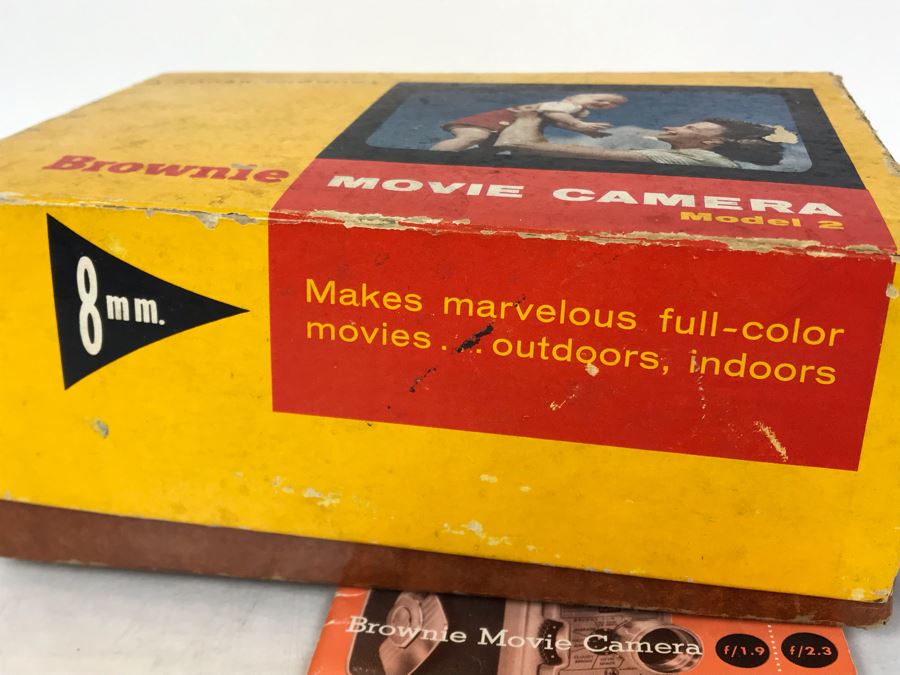 Brownie
MOVIE CAMERA
Model 2
8mm.
Makes marvelous full-color
movies....outdoors, indoors
Brownie Movie Camera
f/1.9
f/2.3